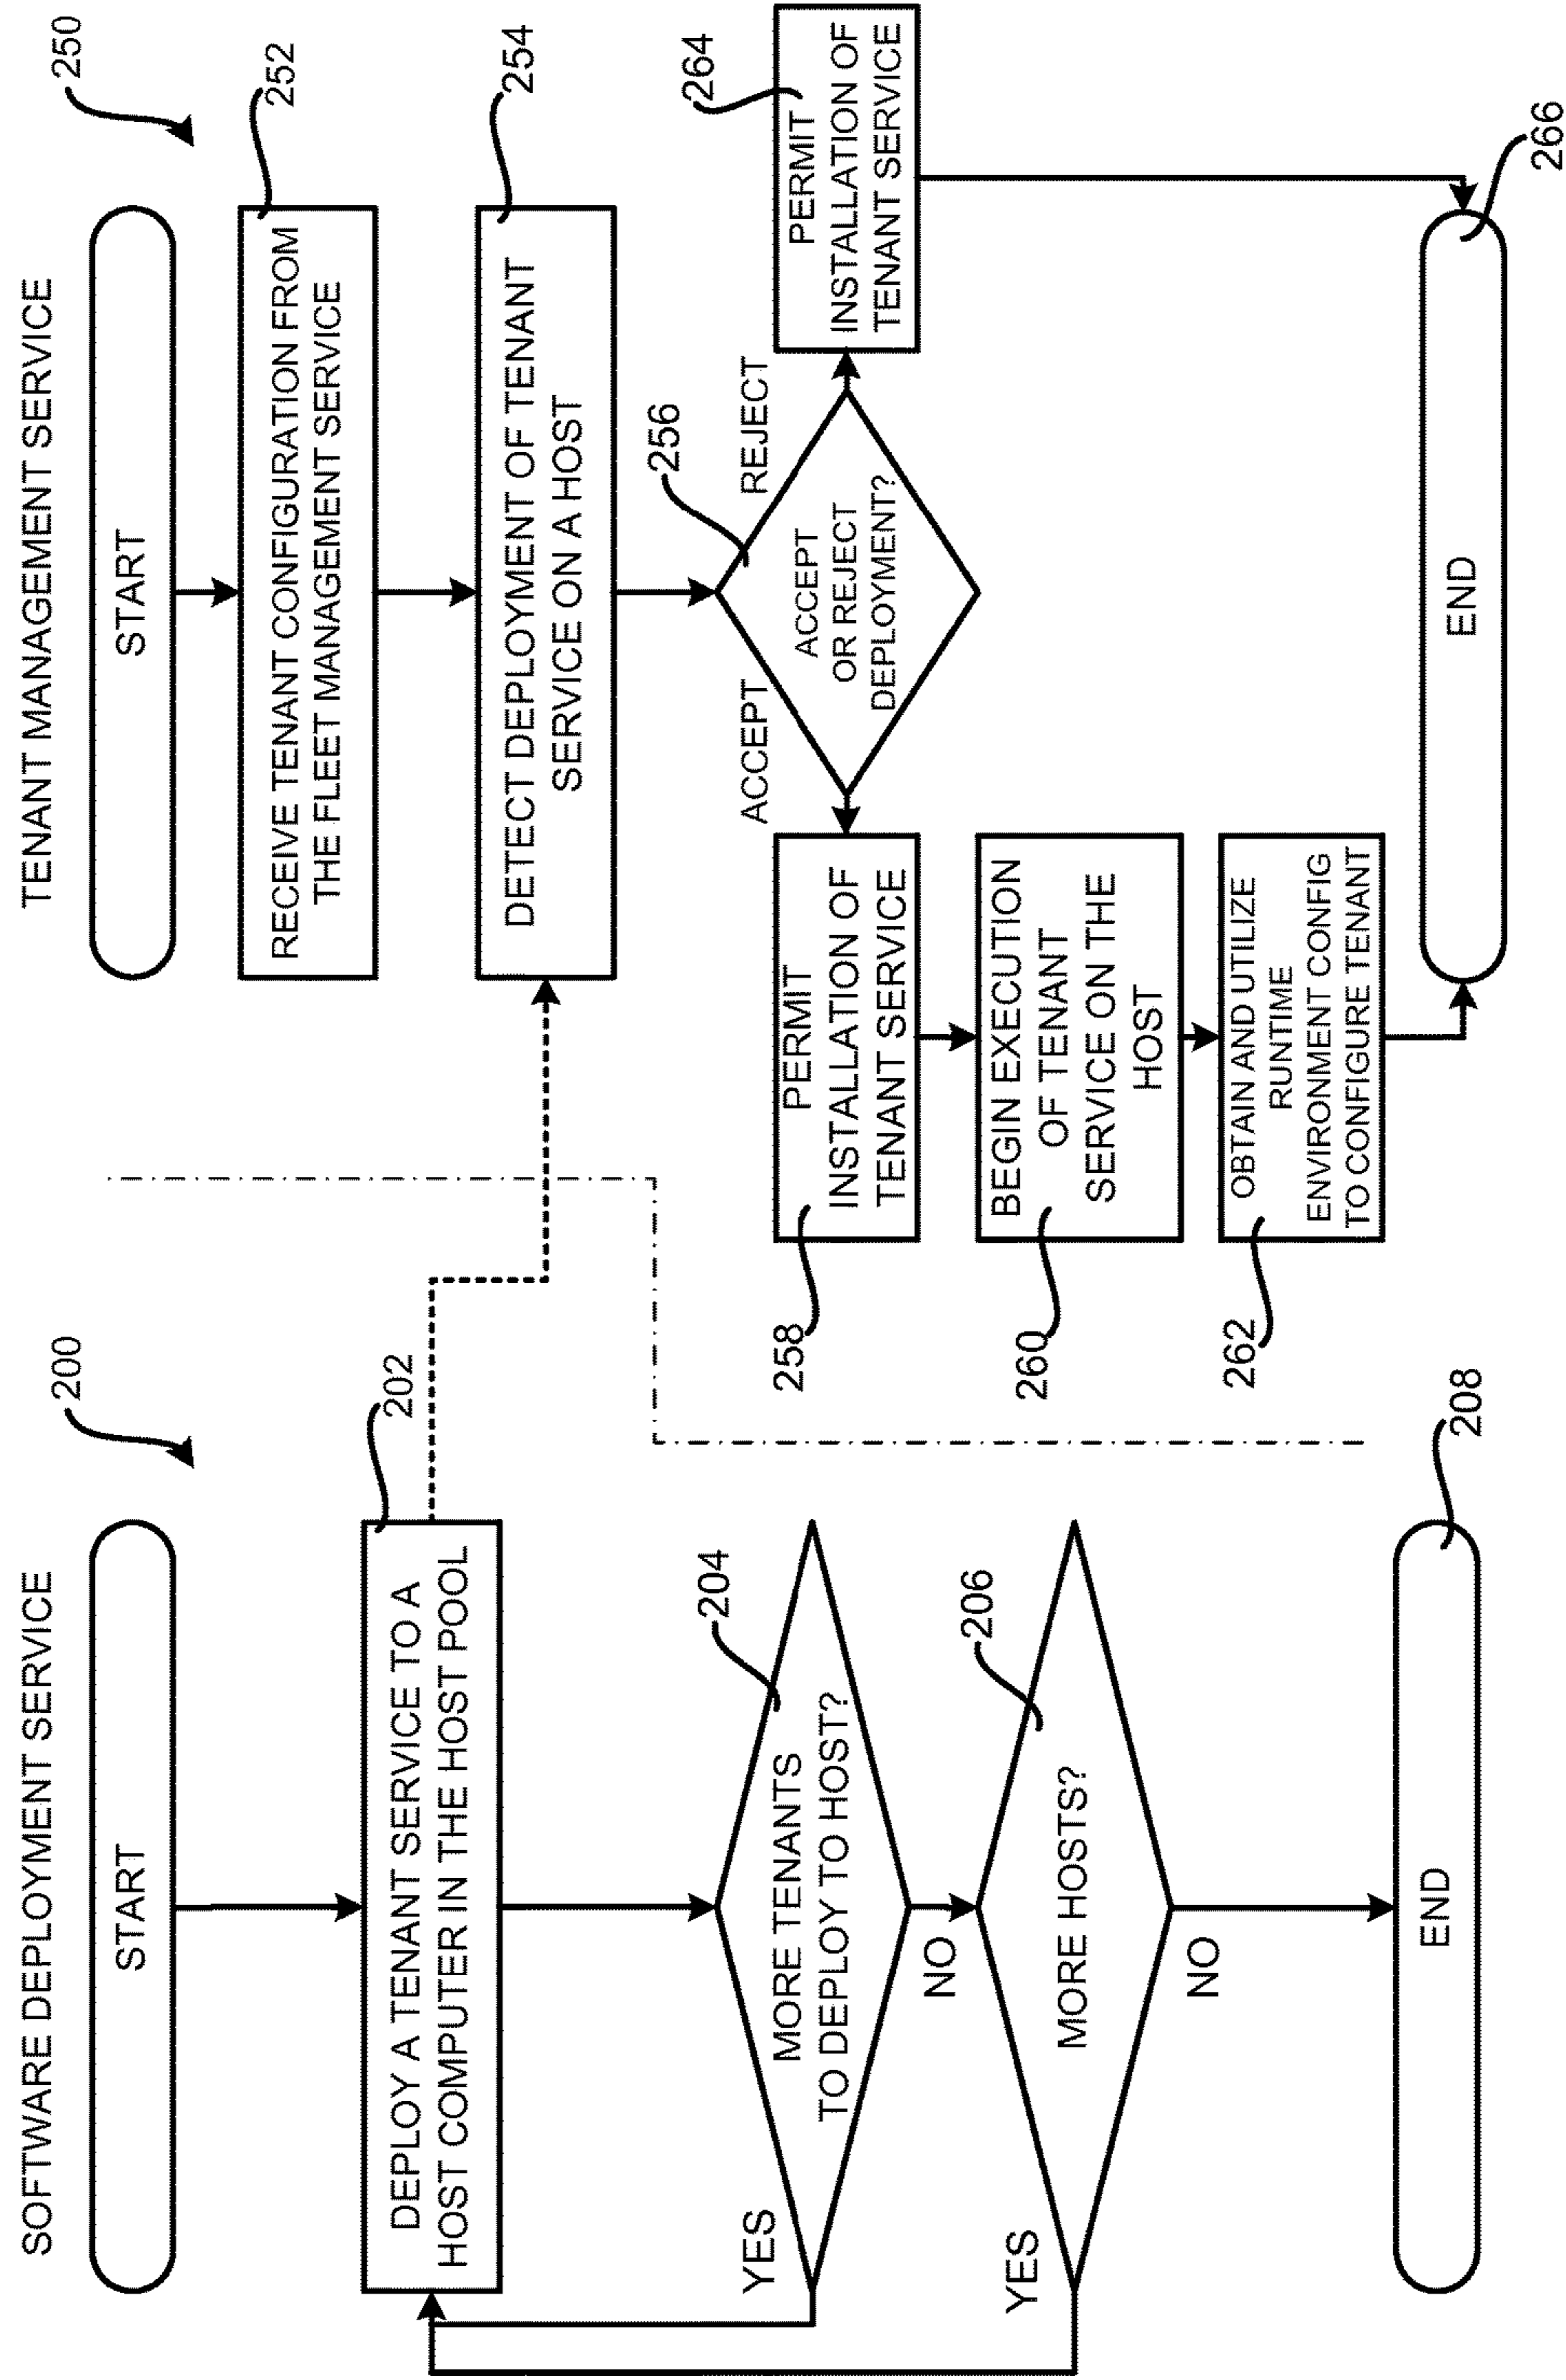 SOFTWARE DEPLOYMENT SERVICE
200
START
DEPLOY A TENANT SERVICE TO A
HOST COMPUTER IN THE HOST POOL
202
MORE TENANTS
TO DEPLOY TO HOST?
204
YES
NO
MORE HOSTS?
206
YES
NO
END
208
TENANT MANAGEMENT SERVICE
250
START
RECEIVE TENANT CONFIGURATION FROM
THE FLEET MANAGEMENT SERVICE
252
DETECT DEPLOYMENT OF TENANT
SERVICE ON A HOST
254
256
ACCEPT
REJECT
ACCEPT
OR REJECT
DEPLOYMENT?
PERMIT
INSTALLATION OF
TENANT SERVICE
258
PERMIT
INSTALLATION OF
TENANT SERVICE
264
BEGIN EXECUTION
OF TENANT
SERVICE ON THE
HOST
260
OBTAIN AND UTILIZE
RUNTIME
ENVIRONMENT CONFIG
TO CONFIGURE TENANT
262
END
266